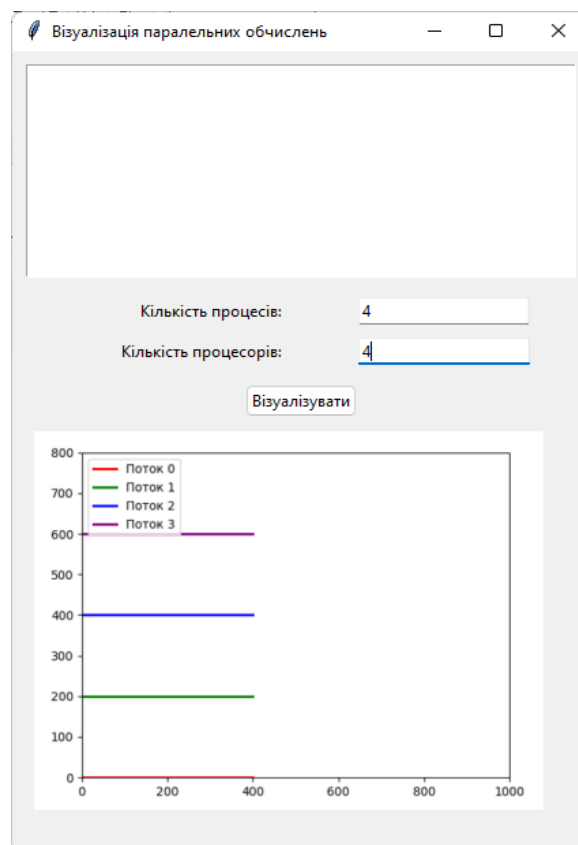 Візуалізація паралельних обчислень
Кількість процесів: 4
Кількість процесорів: 4
Візуалізувати
800
700
600
500
400
300
200
100
0
Поток 0
Поток 1
Поток 2
Поток 3
0 200 400 600 800 1000